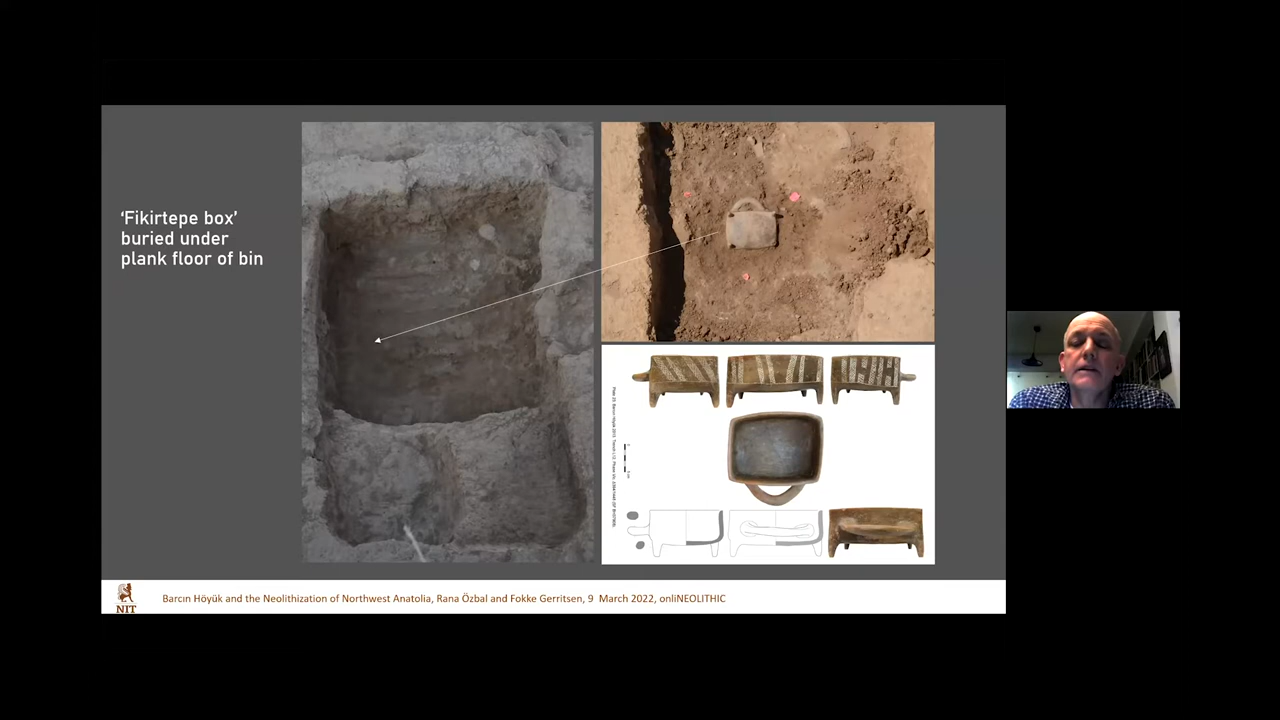 ‘Fikirtepe box’
buried under
plank floor of bin
NIT
Barcın Höyük and the Neolithization of Northwest Anatolia, Rana Özbal and Fokke Gerritsen, 9 March 2022, onliNEOLITHIC